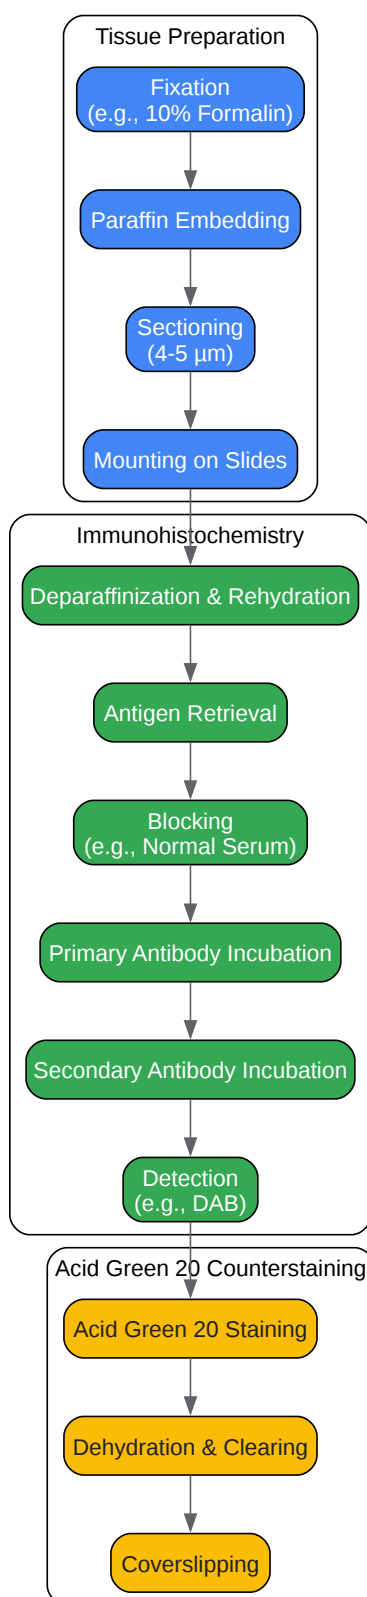 Tissue Preparation
Fixation
(e.g., 10% Formalin)
Paraffin Embedding
Sectioning
(4-5 µm)
Mounting on Slides
Immunohistochemistry
Deparaffinization & Rehydration
Antigen Retrieval
Blocking
(e.g., Normal Serum)
Primary Antibody Incubation
Secondary Antibody Incubation
Detection
(e.g., DAB)
Acid Green 20 Counterstaining
Acid Green 20 Staining
Dehydration & Clearing
Coverslipping